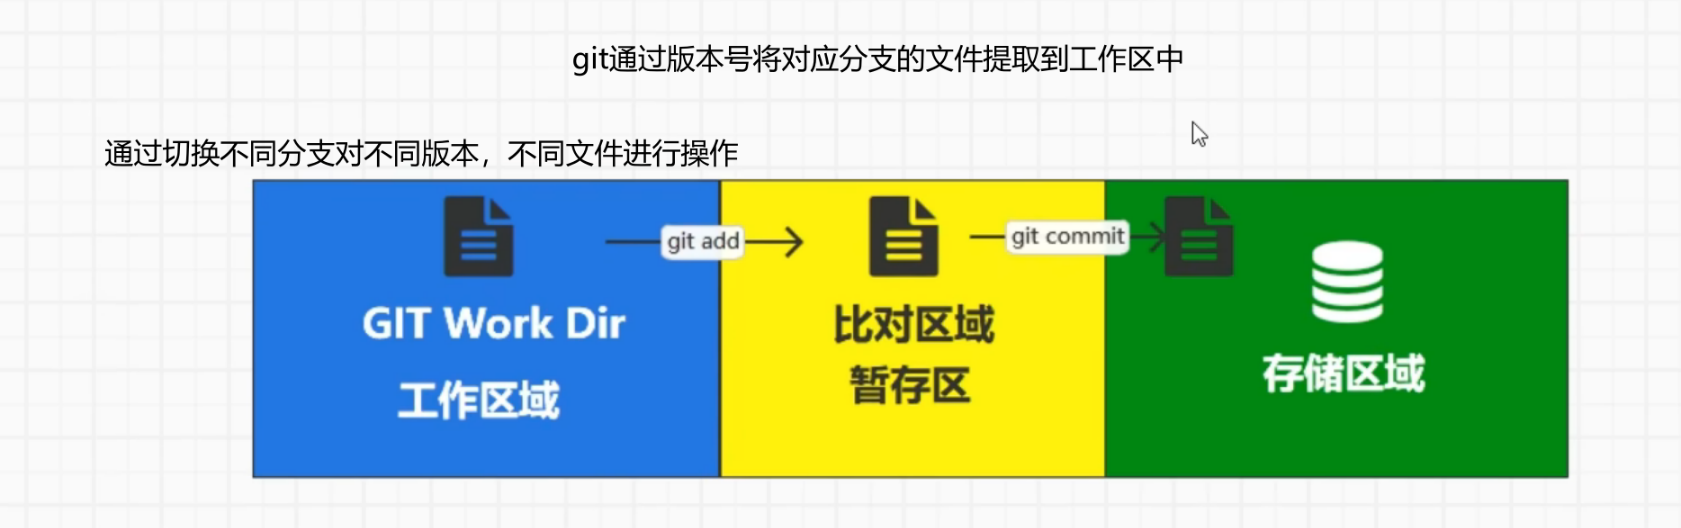 git通过版本号将对应分支的文件提取到工作区中
通过切换不同分支对不同版本，不同文件进行操作
git add
git commit
GIT Work Dir
工作区域
比对区域
暂存区
存储区域